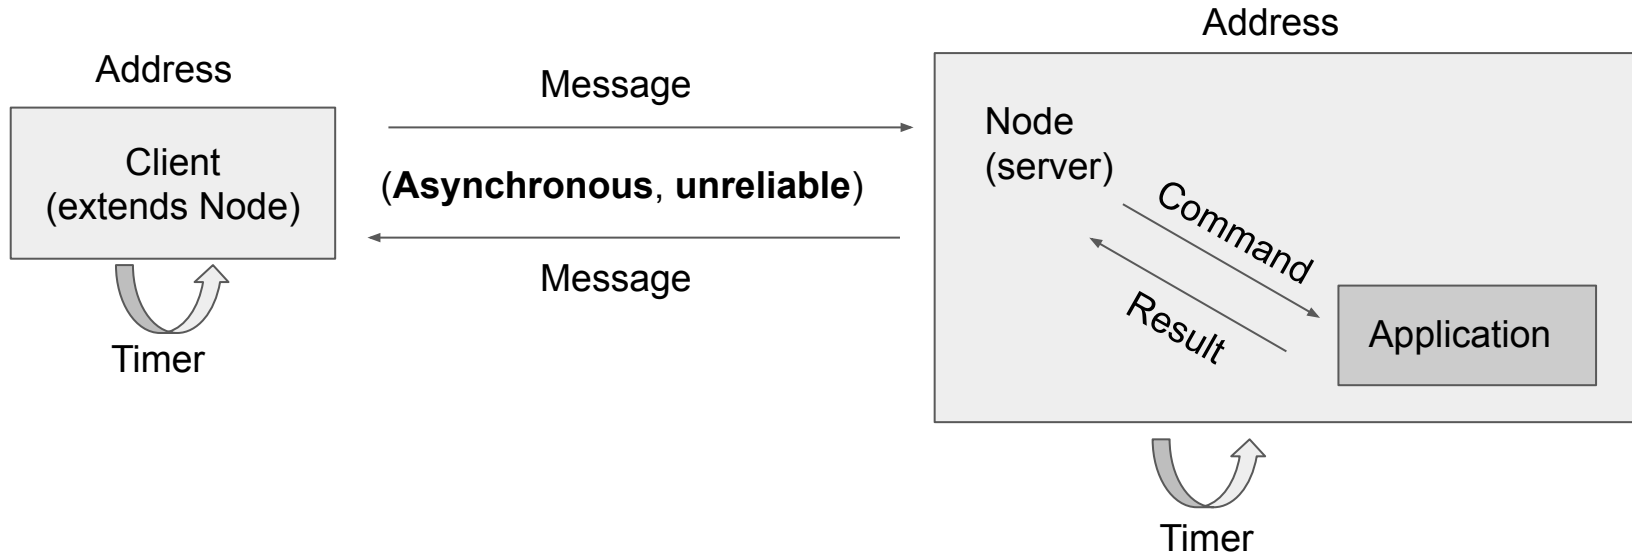 Address
Address
Message
Client
(extends Node)
(Asynchronous, unreliable)
Message
Timer
Node
(server)
Command
Result
Application
Timer